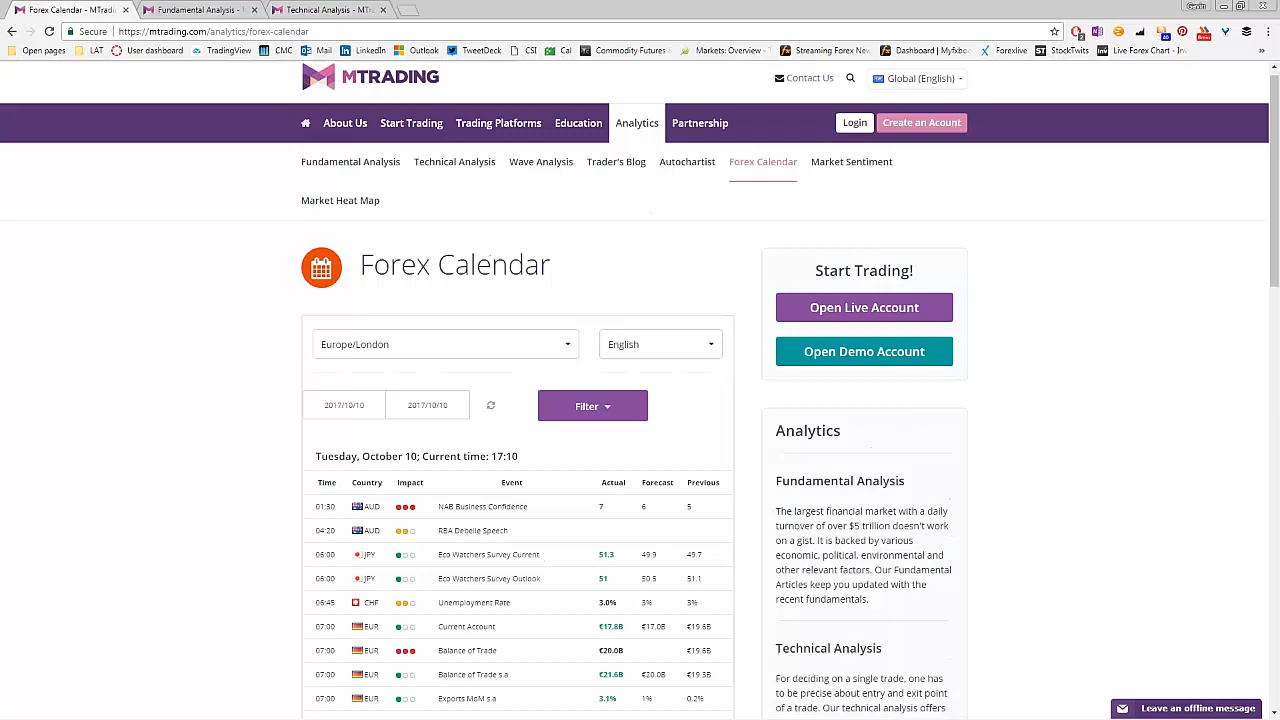 Forex Calendar - MTradi
Fundamental Analysis -
Technical Analysis - MTra
Gavin
Secure
https://mtrading.com/analytics/forex-calendar
Open pages
LAT
User dashboard
TradingView
CMC
Mail
LinkedIn
Outlook
TweetDeck
CSI
Cal
Commodity Futures
Markets: Overview -
Streaming Forex New
Dashboard | Myfxboo
Forexlive
StockTwits
Live Forex Chart - Inv
MTRADING
Contact Us
Global (English)
About Us Start Trading Trading Platforms Education Analytics Partnership
Login Create an Acount
Fundamental Analysis Technical Analysis Wave Analysis Trader's Blog Autochartist Forex Calendar Market Sentiment
Market Heat Map
Forex Calendar
Europe/London English
2017/10/10 2017/10/10 Filter
Tuesday, October 10; Current time: 17:10
Time Country Impact Event Actual Forecast Previous
01:30 AUD NAB Business Confidence 7 6 5
04:20 AUD RBA Debelle Speech
06:00 JPY Eco Watchers Survey Current 51.3 49.9 49.7
06:00 JPY Eco Watchers Survey Outlook 51 50.5 51.1
06:45 CHF Unemployment Rate 3.0% 3% 3%
07:00 EUR Current Account €17.8B €17.0B €19.6B
07:00 EUR Balance of Trade €20.0B €19.6B
07:00 EUR Balance of Trade s.a €21.6B €20.0B €19.3B
07:00 EUR Exports MoM s.a 3.1% 1% 0.2%
Start Trading!
Open Live Account
Open Demo Account
Analytics
Fundamental Analysis
The largest financial market with a daily
turnover of over $5 trillion doesn't work
on a gist. It is backed by various
economic, political, environmental and
other relevant factors. Our Fundamental
Articles keep you updated with the
recent fundamentals.
Technical Analysis
For deciding on a single trade, one has
to be precise about entry and exit point
of a trade. Our technical analysis offers
Leave an offline message